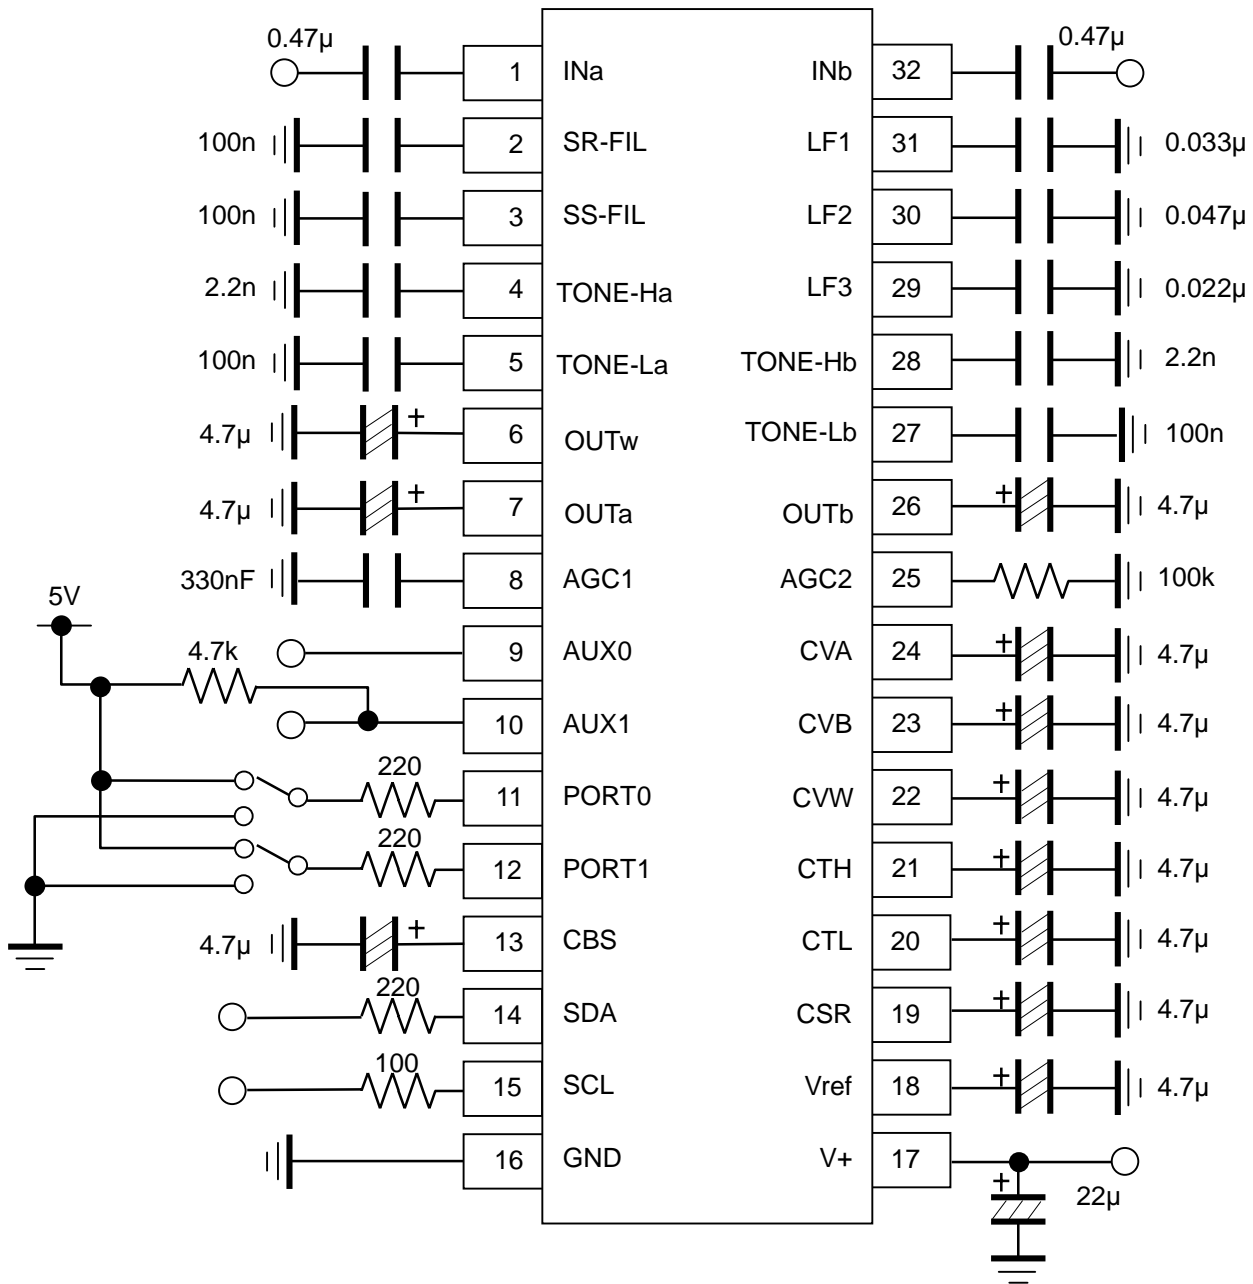 0.47µ 1 INa INb 32 0.47µ
100n 2 SR-FIL LF1 31 0.033µ
100n 3 SS-FIL LF2 30 0.047µ
2.2n 4 TONE-Ha LF3 29 0.022µ
100n 5 TONE-La TONE-Hb 28 2.2n
4.7µ + 6 OUTw TONE-Lb 27 100n
4.7µ + 7 OUTa OUTb 26 + 4.7µ
330nF 8 AGC1 AGC2 25 100k
5V
4.7k 9 AUX0 CVA 24 + 4.7µ
10 AUX1 CVB 23 + 4.7µ
220 11 PORT0 CVW 22 + 4.7µ
220 12 PORT1 CTH 21 + 4.7µ
4.7µ + 13 CBS CTL 20 + 4.7µ
220 14 SDA CSR 19 + 4.7µ
100 15 SCL Vref 18 + 4.7µ
16 GND V+ 17
+ 22µ